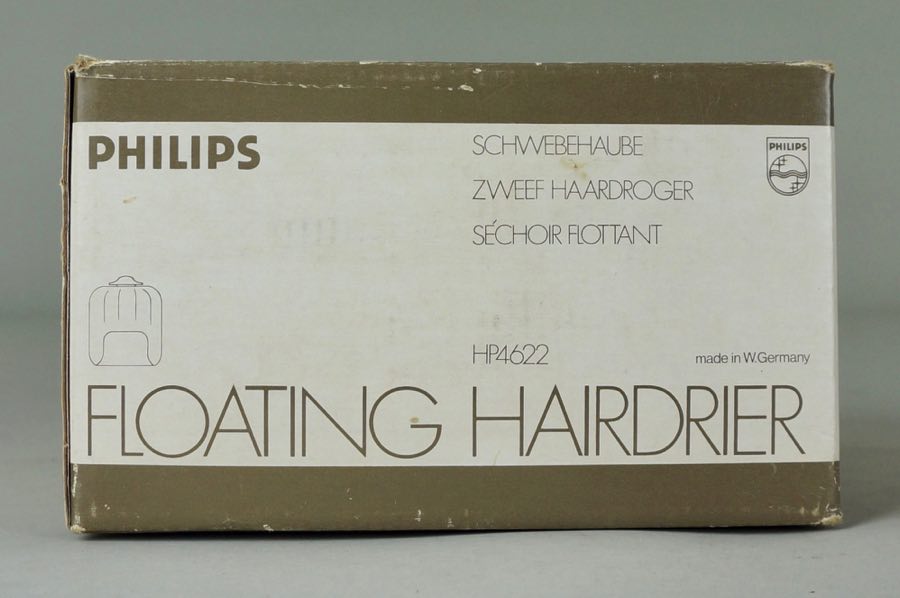 PHILIPS
SCHWEBEHAUBE
ZWEEF HAARDROGER
SÉCHOIR FLOTTANT
PHILIPS
HP4622
made in W.Germany
FLOATING HAIRDRIER